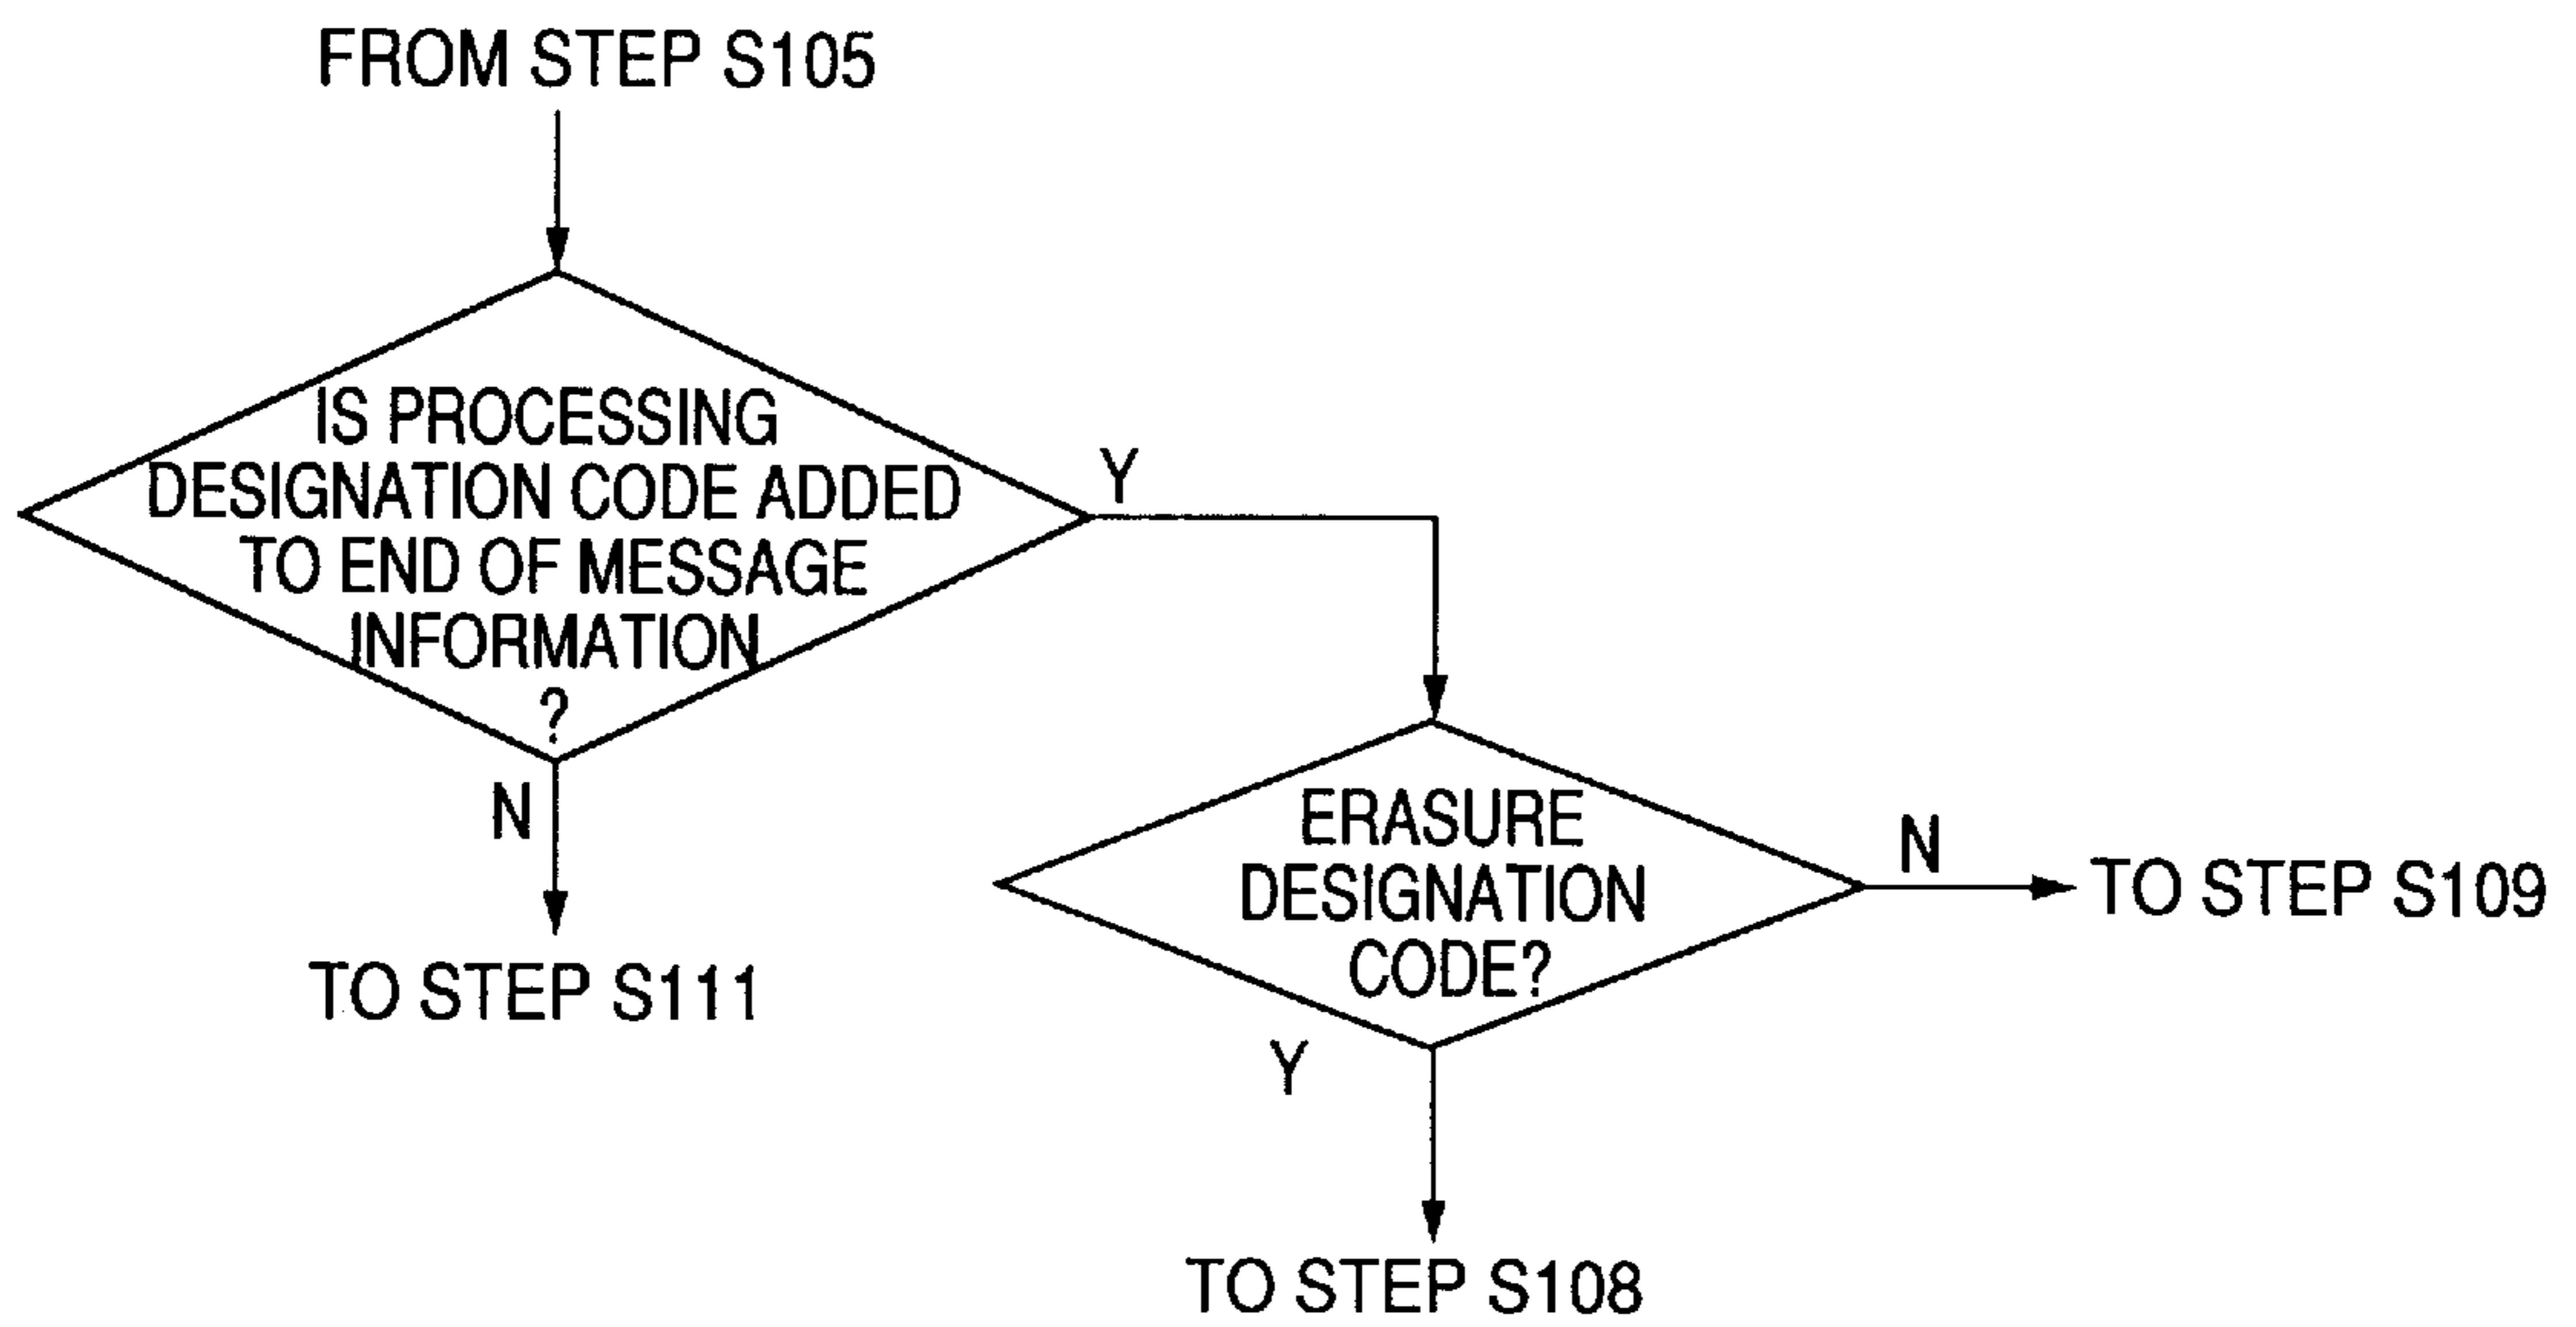 FROM STEP S105
IS PROCESSING
DESIGNATION CODE ADDED
TO END OF MESSAGE
INFORMATION
?
Y
N
TO STEP S111
ERASURE
DESIGNATION
CODE?
N
TO STEP S109
Y
TO STEP S108